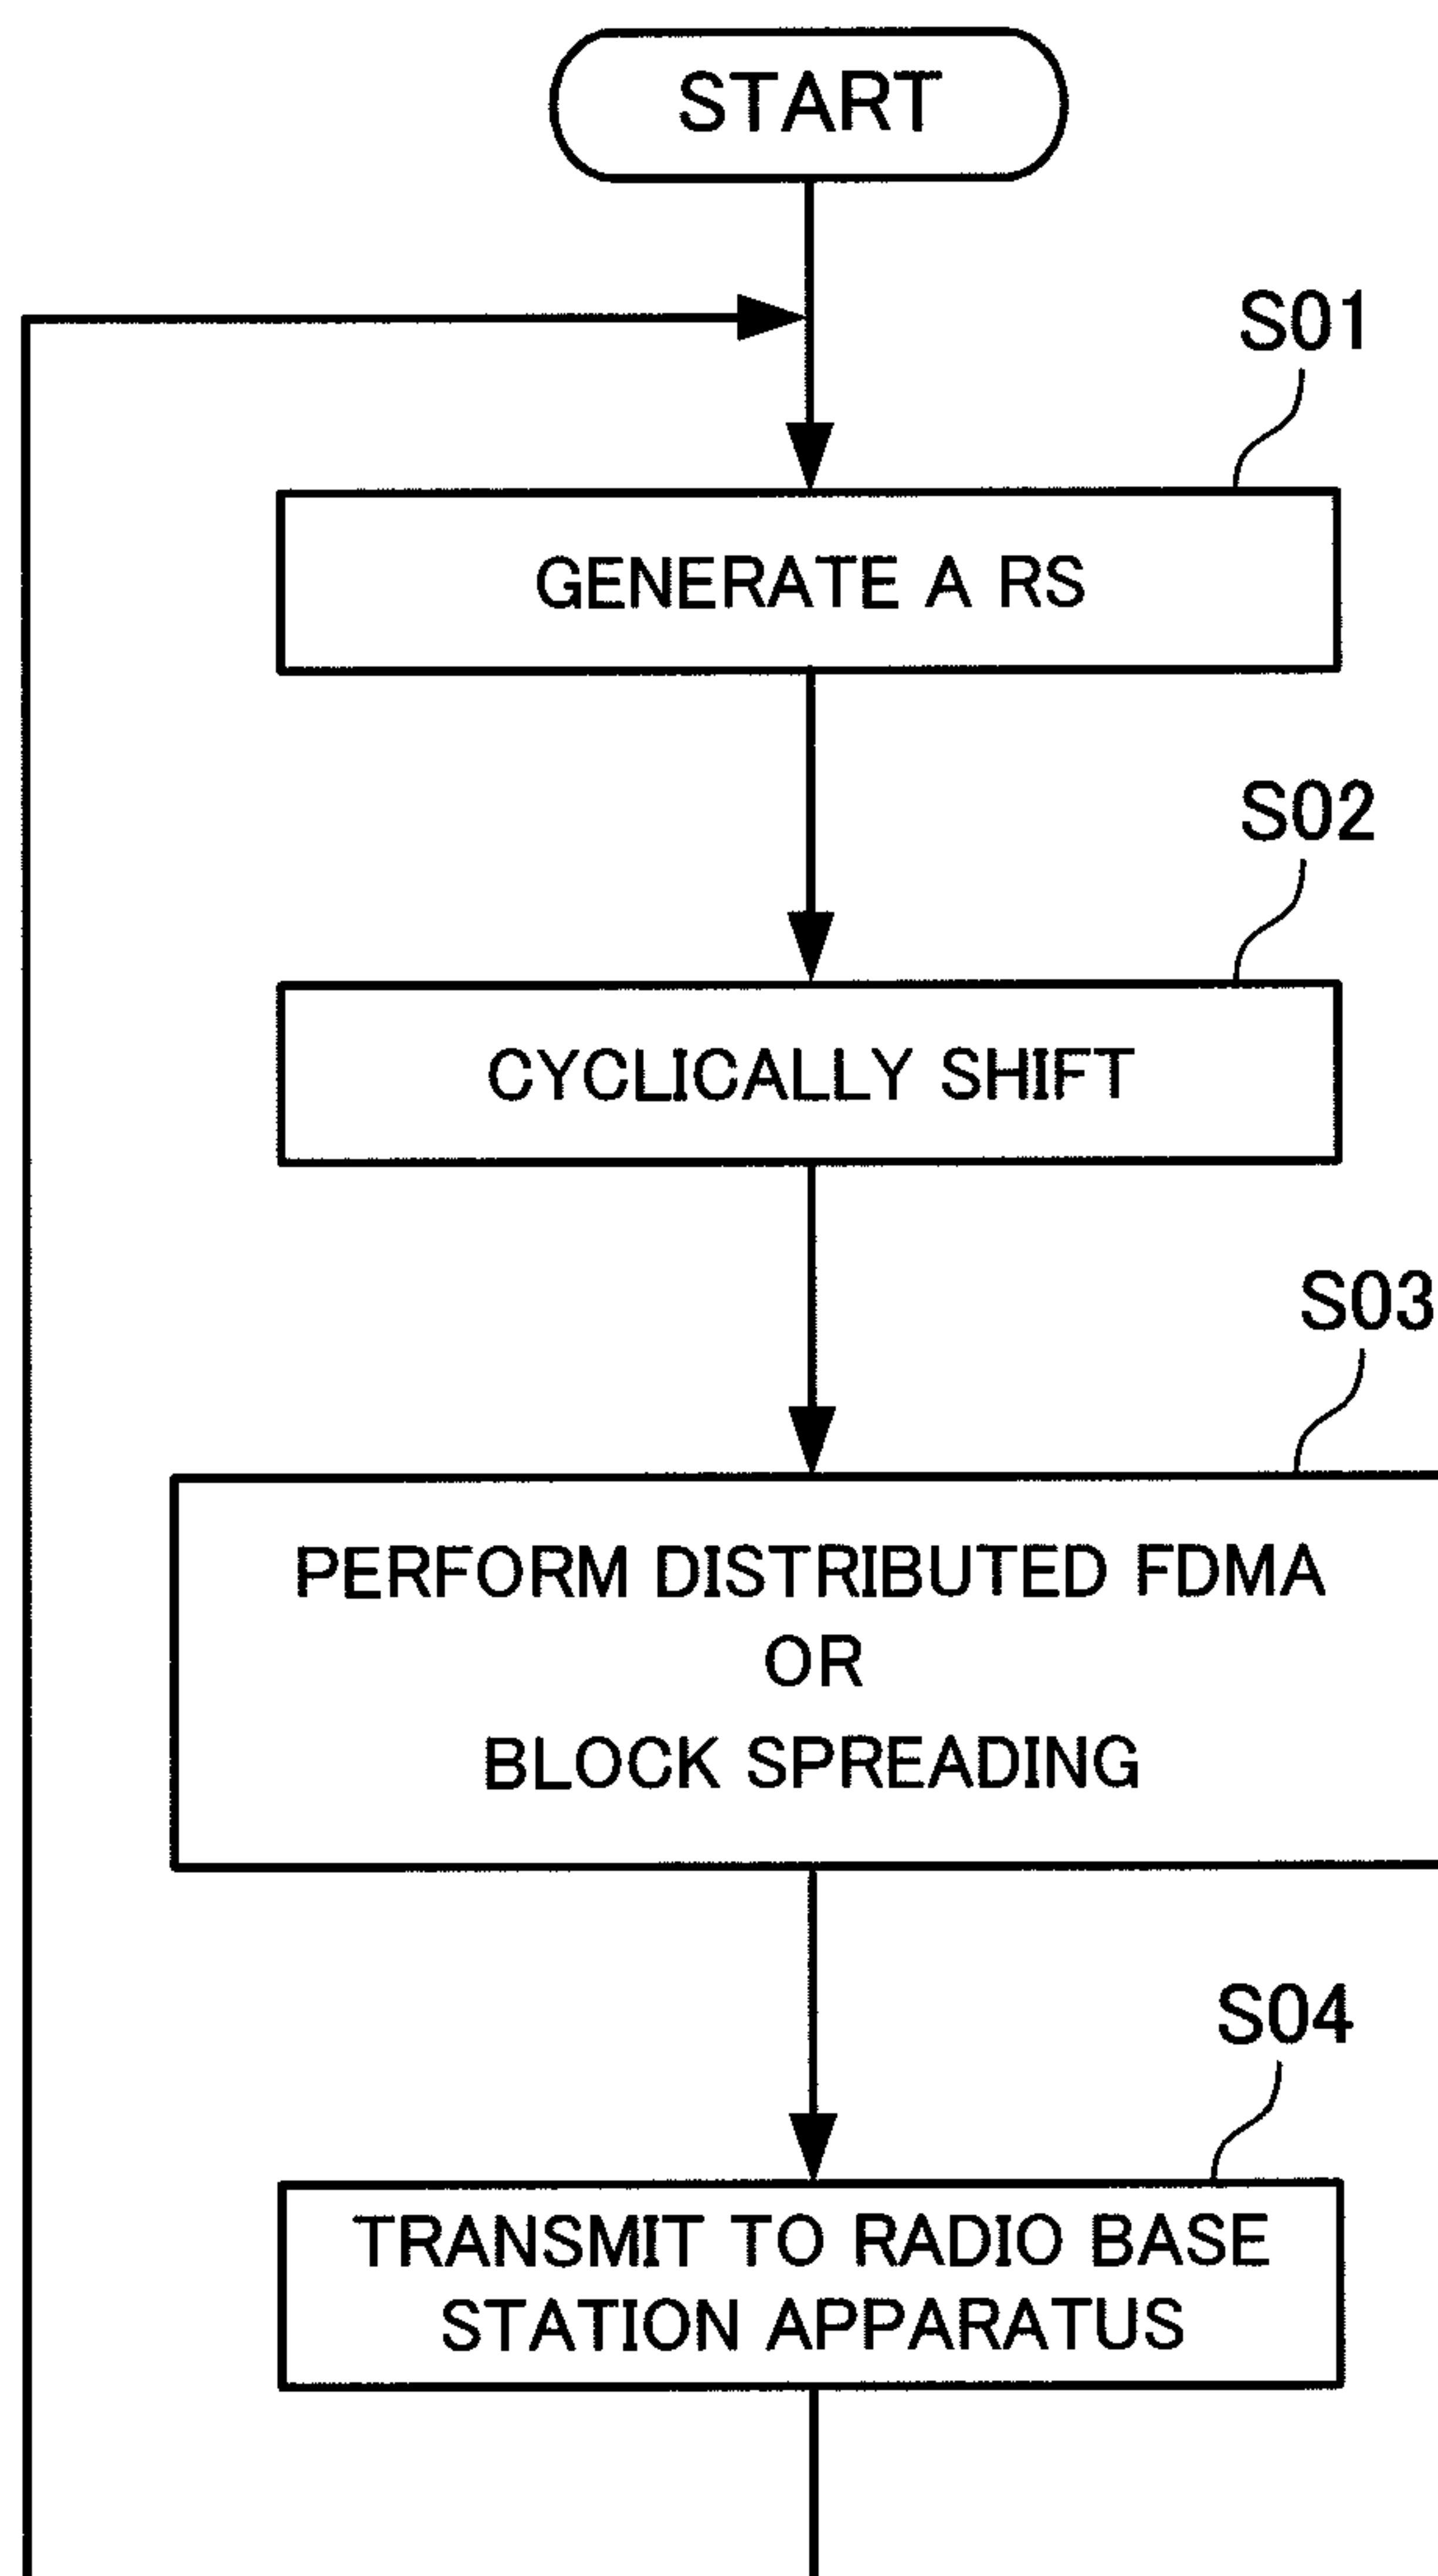 START
S01
GENERATE A RS
S02
CYCLICALLY SHIFT
S03
PERFORM DISTRIBUTED FDMA
OR
BLOCK SPREADING
S04
TRANSMIT TO RADIO BASE
STATION APPARATUS